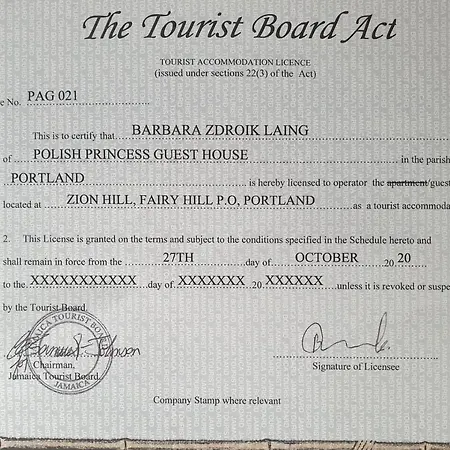 The Tourist Board Act
TOURIST ACCOMMODATION LICENCE
(issued under sections 22(3) of the Act)
e No. PAG 021
This is to certify that BARBARA ZDROIK LAING
of POLISH PRINCESS GUEST HOUSE in the parish
PORTLAND is hereby licensed to operator the apartment/guest
located at ZION HILL, FAIRY HILL P.O, PORTLAND as a tourist accommoda
2. This License is granted on the terms and subject to the conditions specified in the Schedule hereto and
shall remain in force from the 27TH day of OCTOBER 20 20
to the XXXXXXXXXXX day of XXXXXXX 20 XXXXXX unless it is revoked or suspe
by the Tourist Board.
JAMAICA TOURIST BOARD
JAMAICA
for Chairman,
Jamaica Tourist Board
Signature of Licensee
Company Stamp where relevant